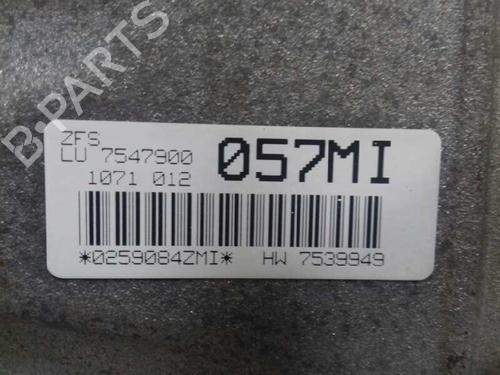 B-PARTS
ZFS
LU 7547900
057MI
1071 012
*0259084ZMI*
HW 7539949